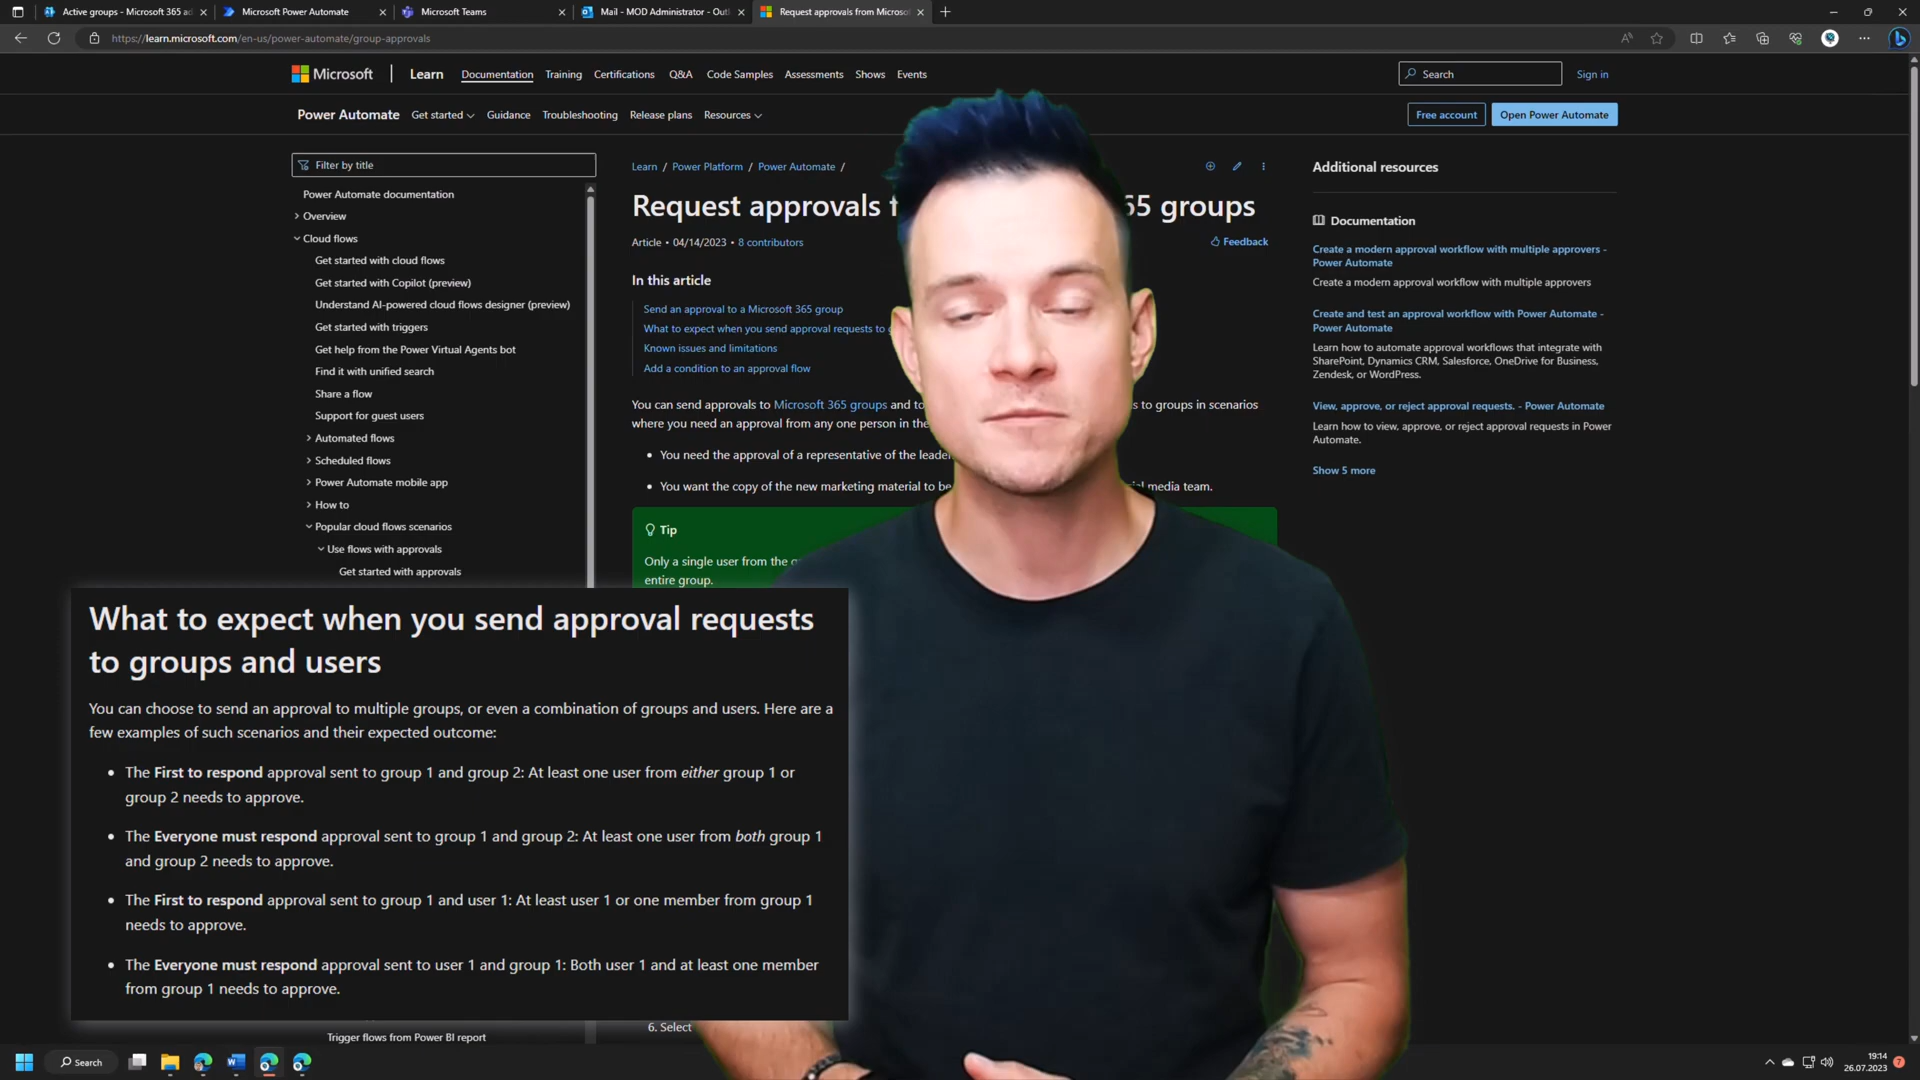 Active groups - Microsoft 365 ad
Microsoft Power Automate
Microsoft Teams
Mail - MOD Administrator - Outl
Request approvals from Microsof
https://learn.microsoft.com/en-us/power-automate/group-approvals
Microsoft
Learn
Documentation
Training
Certifications
Q&A
Code Samples
Assessments
Shows
Events
Search
Sign in
Power Automate
Get started
Guidance
Troubleshooting
Release plans
Resources
Free account
Open Power Automate
Filter by title
Power Automate documentation
Overview
Cloud flows
Get started with cloud flows
Get started with Copilot (preview)
Understand AI-powered cloud flows designer (preview)
Get started with triggers
Get help from the Power Virtual Agents bot
Find it with unified search
Share a flow
Support for guest users
Automated flows
Scheduled flows
Power Automate mobile app
How to
Popular cloud flows scenarios
Use flows with approvals
Get started with approvals
Learn / Power Platform / Power Automate /
Request approvals 65 groups
Article • 04/14/2023 • 8 contributors
Feedback
In this article
Send an approval to a Microsoft 365 group
What to expect when you send approval requests to g
Known issues and limitations
Add a condition to an approval flow
You can send approvals to Microsoft 365 groups and to s to groups in scenarios
where you need an approval from any one person in the
• You need the approval of a representative of the leader
• You want the copy of the new marketing material to be media team.
Tip
Only a single user from the
entire group.
Additional resources
Documentation
Create a modern approval workflow with multiple approvers -
Power Automate
Create a modern approval workflow with multiple approvers
Create and test an approval workflow with Power Automate -
Power Automate
Learn how to automate approval workflows that integrate with
SharePoint, Dynamics CRM, Salesforce, OneDrive for Business,
Zendesk, or WordPress.
View, approve, or reject approval requests. - Power Automate
Learn how to view, approve, or reject approval requests in Power
Automate.
Show 5 more
What to expect when you send approval requests
to groups and users
You can choose to send an approval to multiple groups, or even a combination of groups and users. Here are a
few examples of such scenarios and their expected outcome:
• The First to respond approval sent to group 1 and group 2: At least one user from either group 1 or
group 2 needs to approve.
• The Everyone must respond approval sent to group 1 and group 2: At least one user from both group 1
and group 2 needs to approve.
• The First to respond approval sent to group 1 and user 1: At least user 1 or one member from group 1
needs to approve.
• The Everyone must respond approval sent to user 1 and group 1: Both user 1 and at least one member
from group 1 needs to approve.
6. Select
Trigger flows from Power BI report
Search
19:14
26.07.2023
7